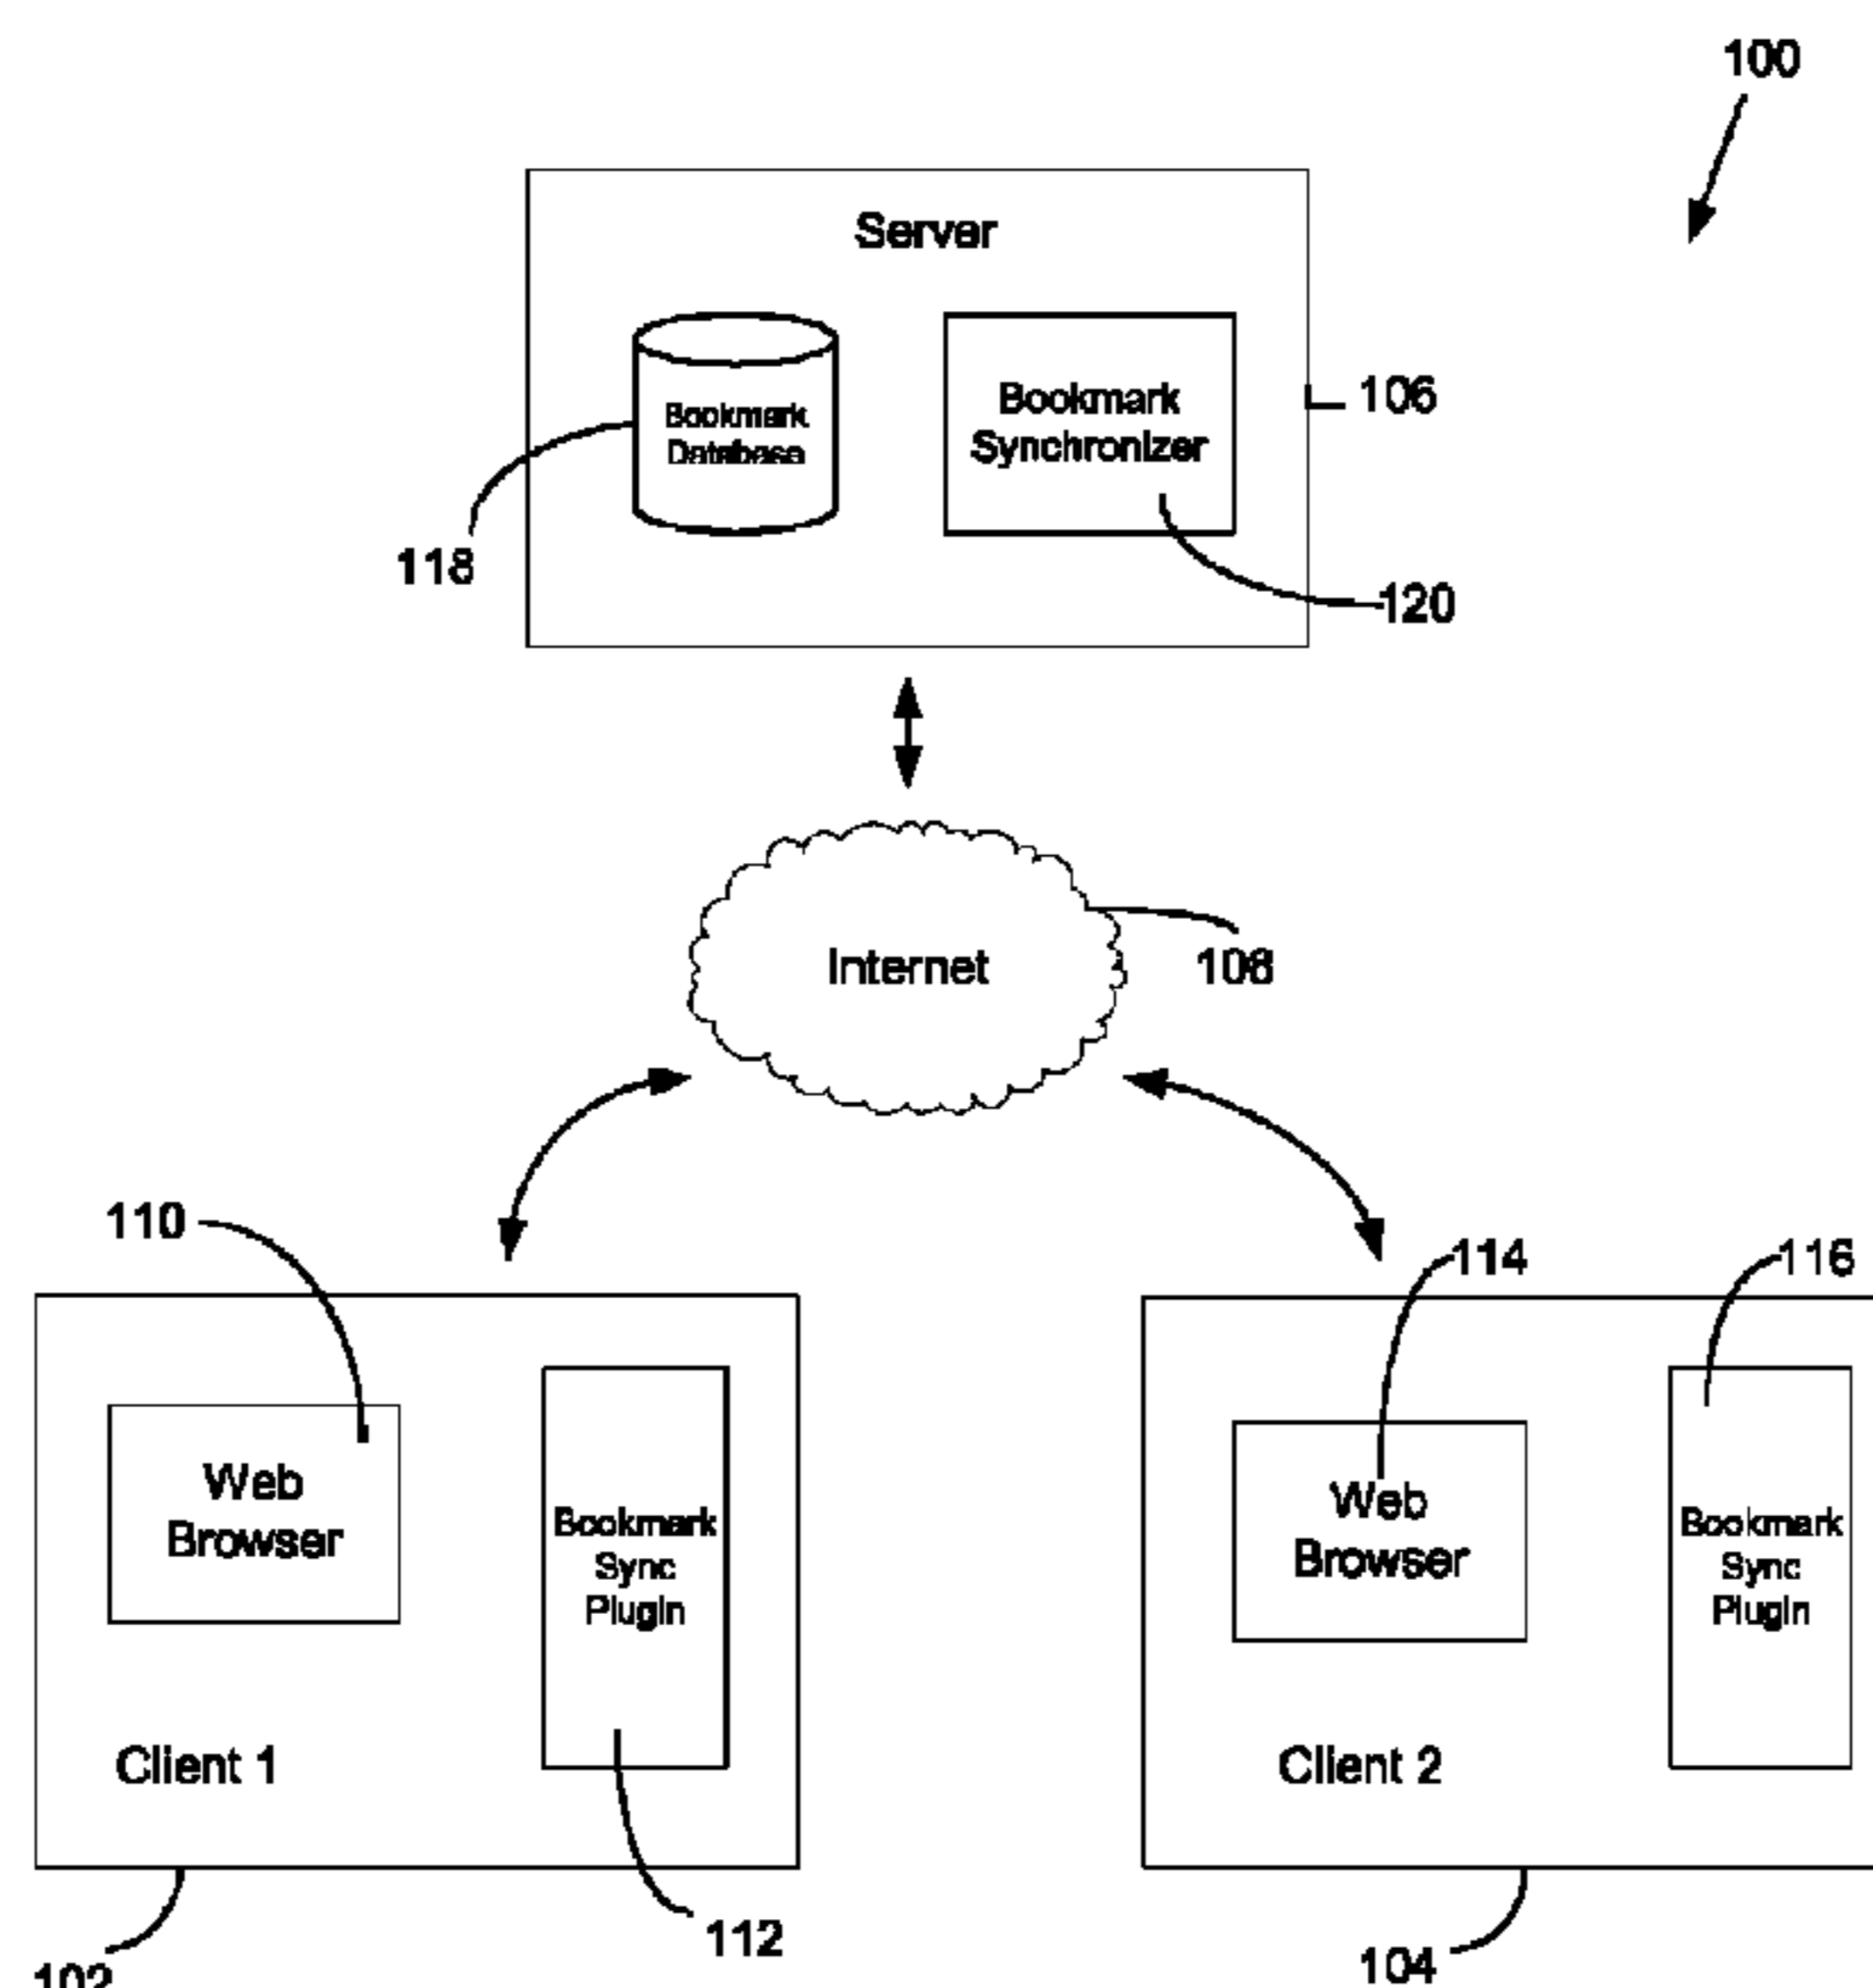 100
Server
Bookmark
Database
Bookmark
Synchronizer
106
118
120
Internet
108
110
114
116
Web
Browser
Bookmark
Sync
Plugin
Client 1
Web
Browser
Bookmark
Sync
Plugin
Client 2
112
102
104